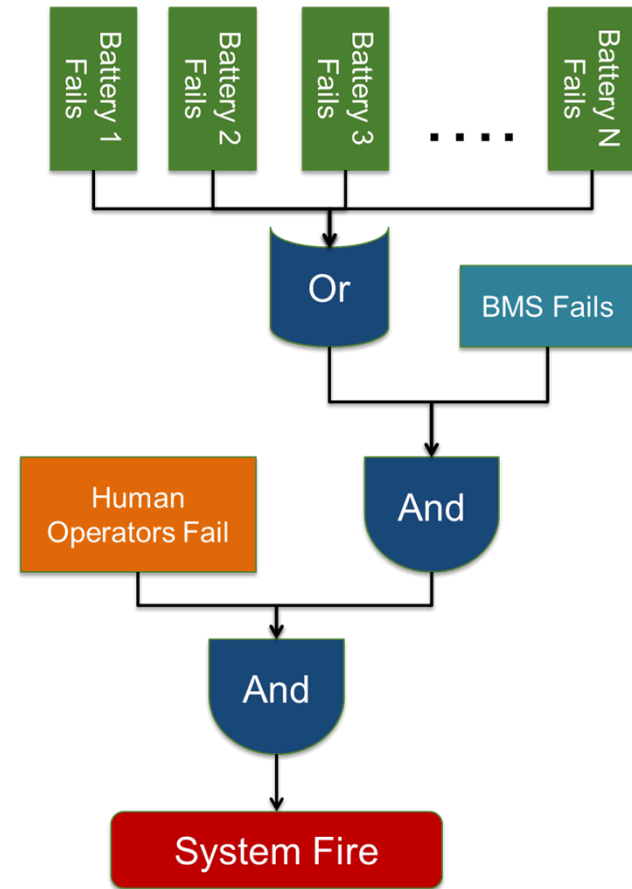 Battery 1
Fails
Battery 2
Fails
Battery 3
Fails
. . . .
Battery N
Fails
Or
BMS Fails
Human
Operators Fail
And
And
System Fire